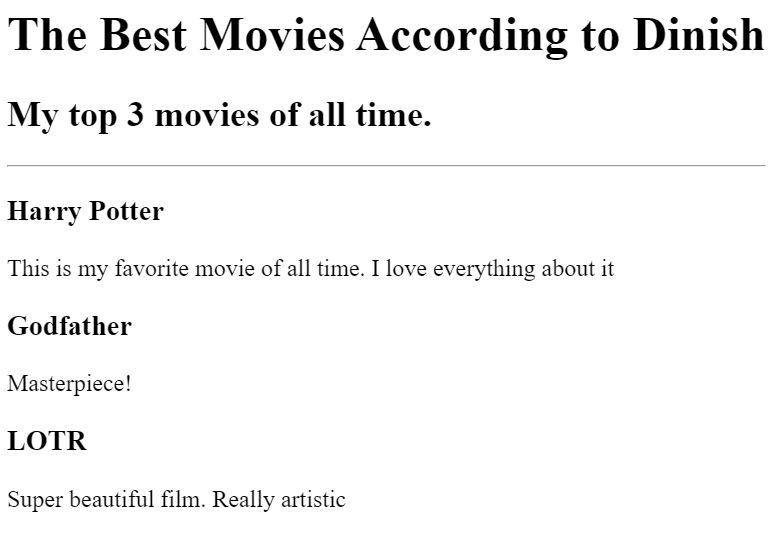 The Best Movies According to Dinish
My top 3 movies of all time.
Harry Potter
This is my favorite movie of all time. I love everything about it
Godfather
Masterpiece!
LOTR
Super beautiful film. Really artistic